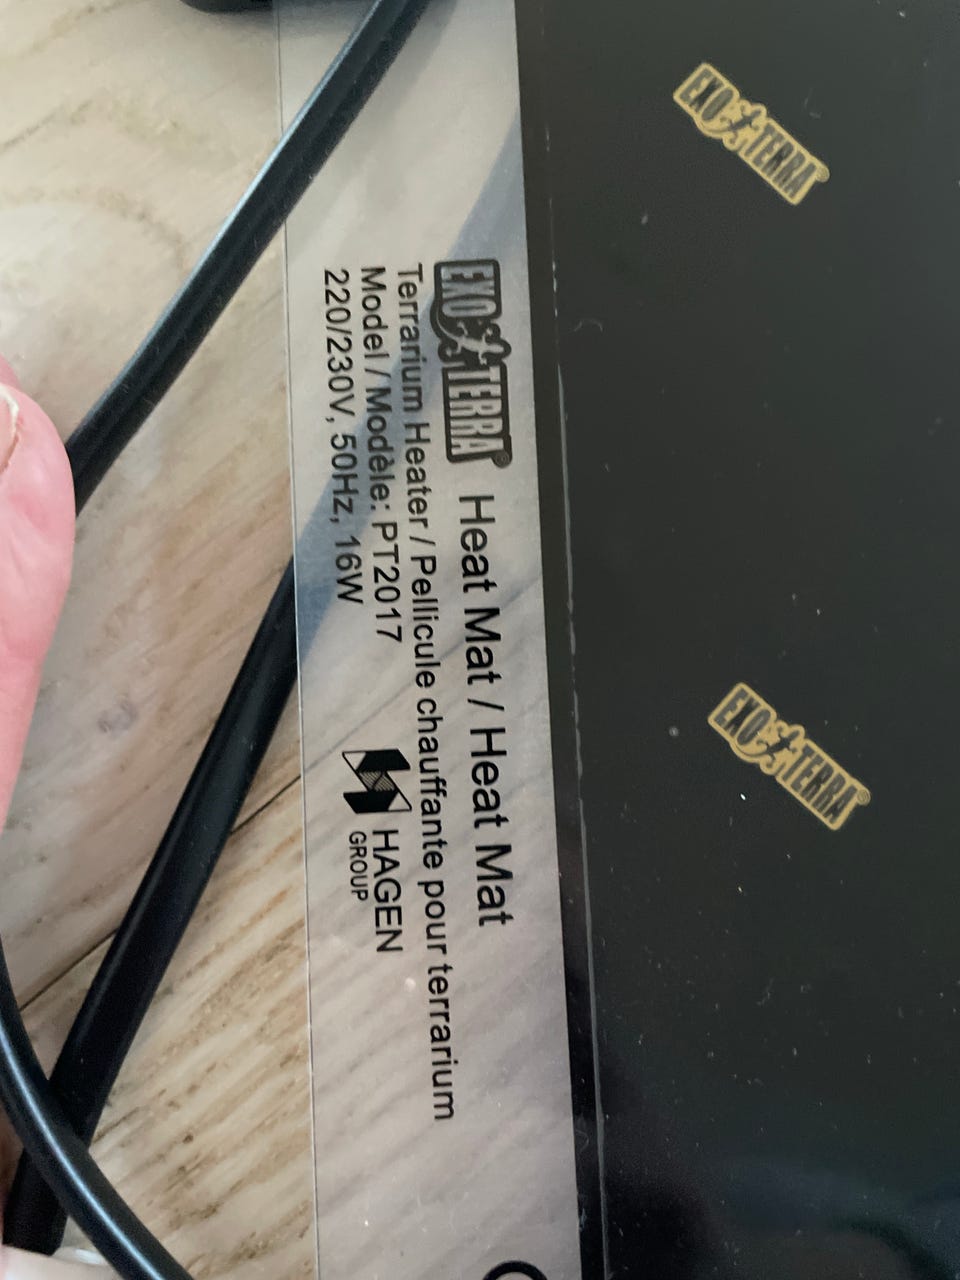 EXO TERRA® Heat Mat / Heat Mat
Terrarium Heater / Pellicule chauffante pour terrarium
Model / Modèle: PT2017
220/230V, 50Hz, 16W
HAGEN
GROUP
EXO TERRA®
EXO TERRA®